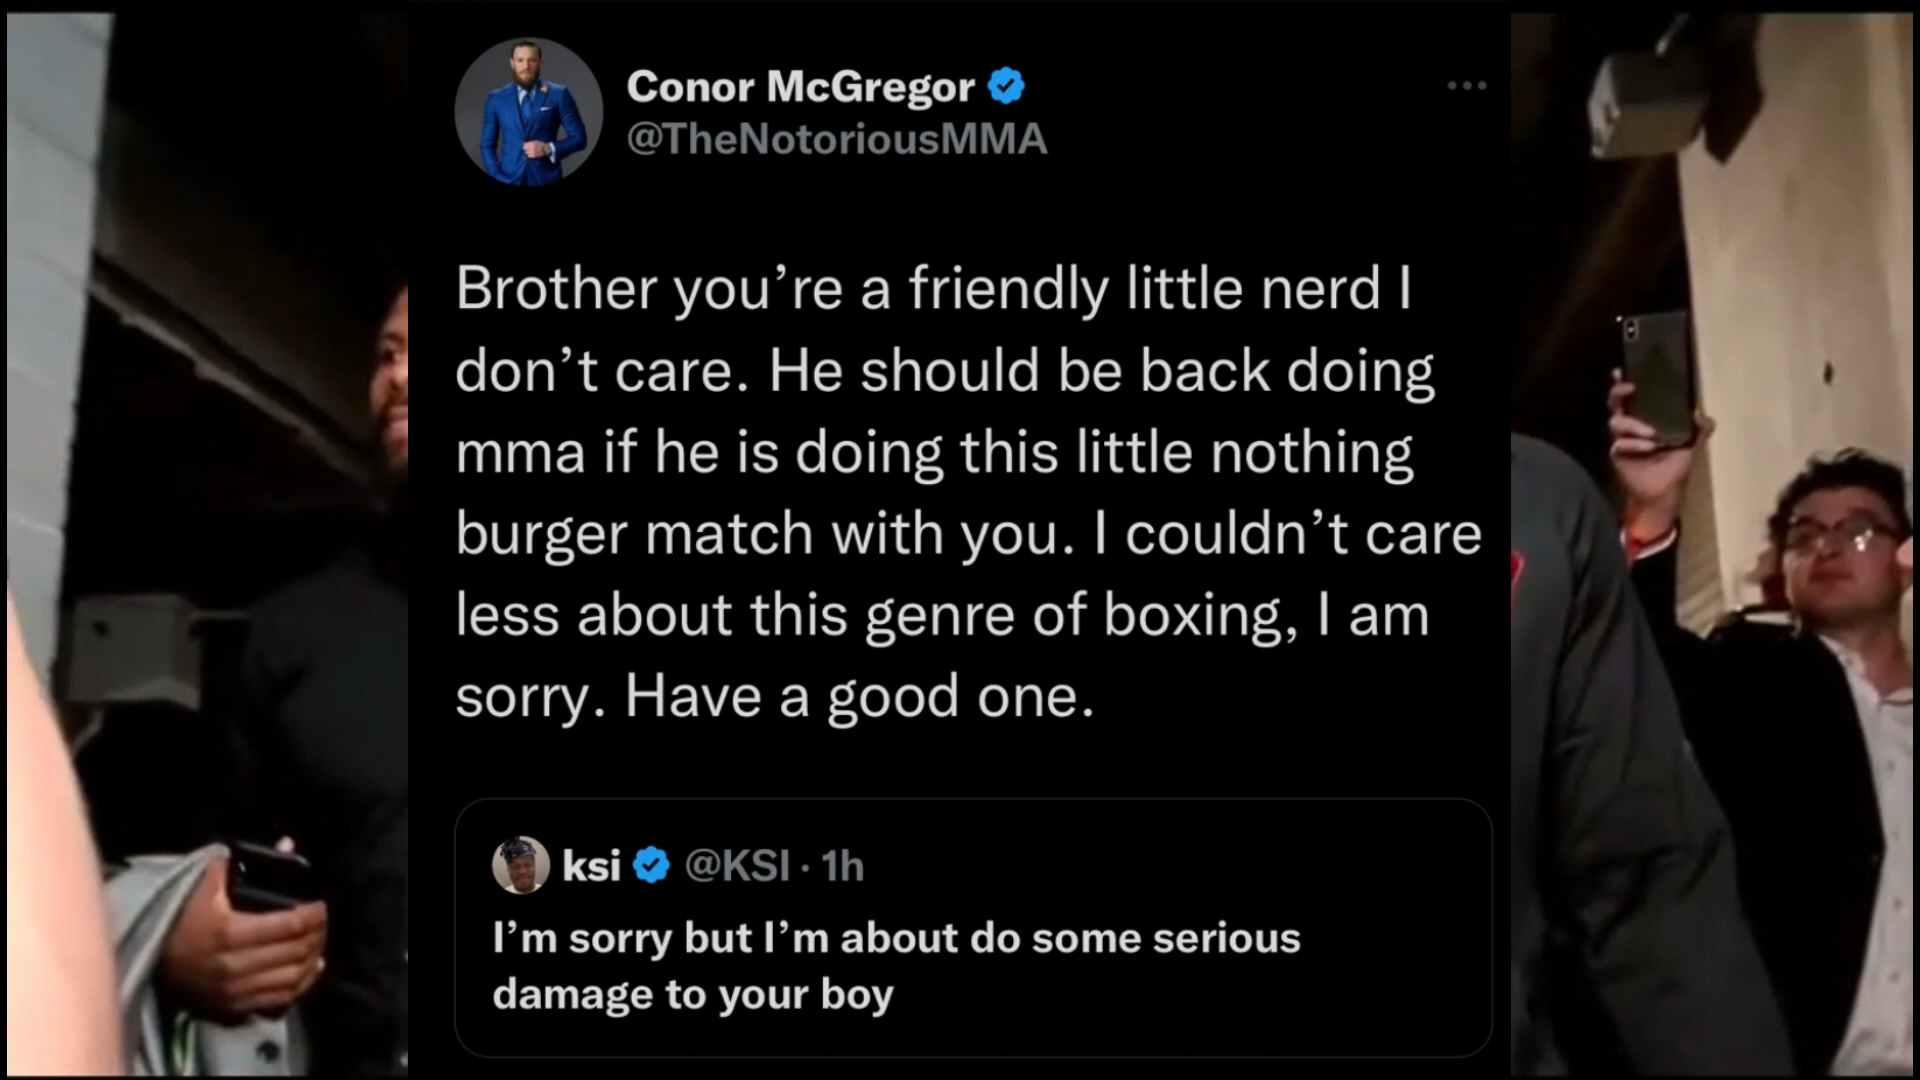 Conor McGregor
@TheNotoriousMMA
Brother you’re a friendly little nerd I
don’t care. He should be back doing
mma if he is doing this little nothing
burger match with you. I couldn’t care
less about this genre of boxing, I am
sorry. Have a good one.
ksi @KSI · 1h
I’m sorry but I’m about do some serious
damage to your boy